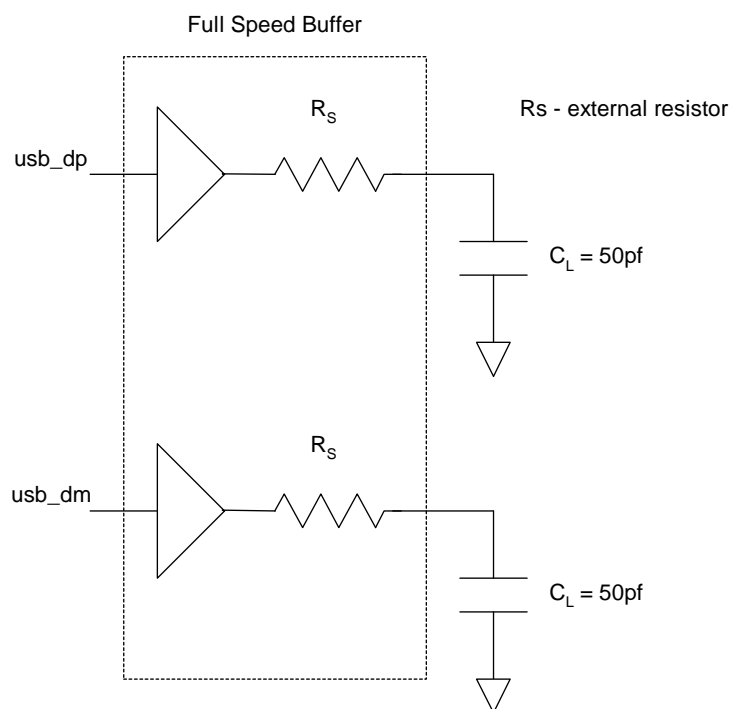 Full Speed Buffer
R_S
Rs - external resistor
usb_dp
C_L = 50pf
R_S
usb_dm
C_L = 50pf